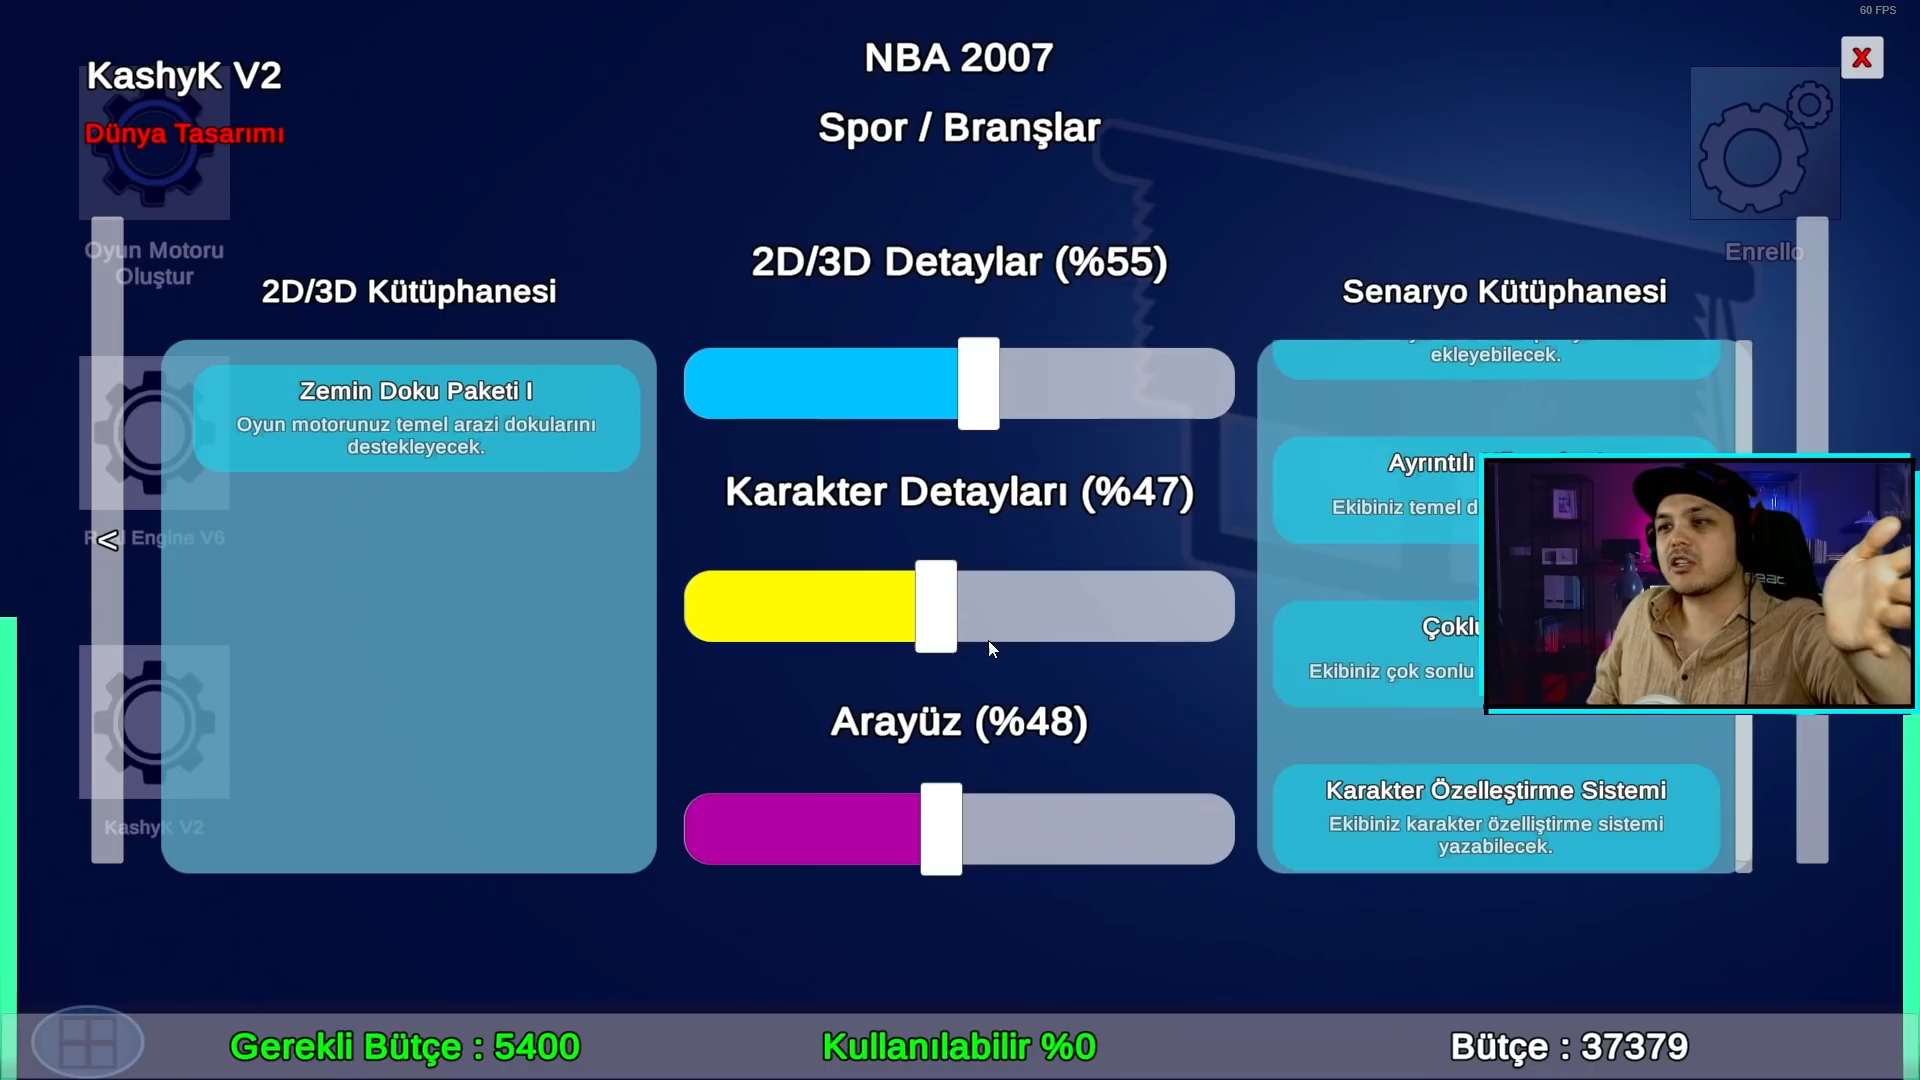 60 FPS
KashyK V2
Dünya Tasarımı
NBA 2007
Spor / Branşlar
X
Oyun Motoru
Oluştur
Enrello
2D/3D Kütüphanesi
2D/3D Detaylar (%55)
Senaryo Kütüphanesi
Zemin Doku Paketi I
Oyun motorunuz temel arazi dokularını
destekleyecek.
ekleyebilecek.
Ayrıntılı
Ekibiniz temel
Karakter Detayları (%47)
<
Engine V6
Ekibiniz çok sonlu
Arayüz (%48)
KashyK V2
Karakter Özelleştirme Sistemi
Ekibiniz karakter özelliştirme sistemi
yazabilecek.
Gerekli Bütçe : 5400
Kullanılabilir %0
Bütçe : 37379